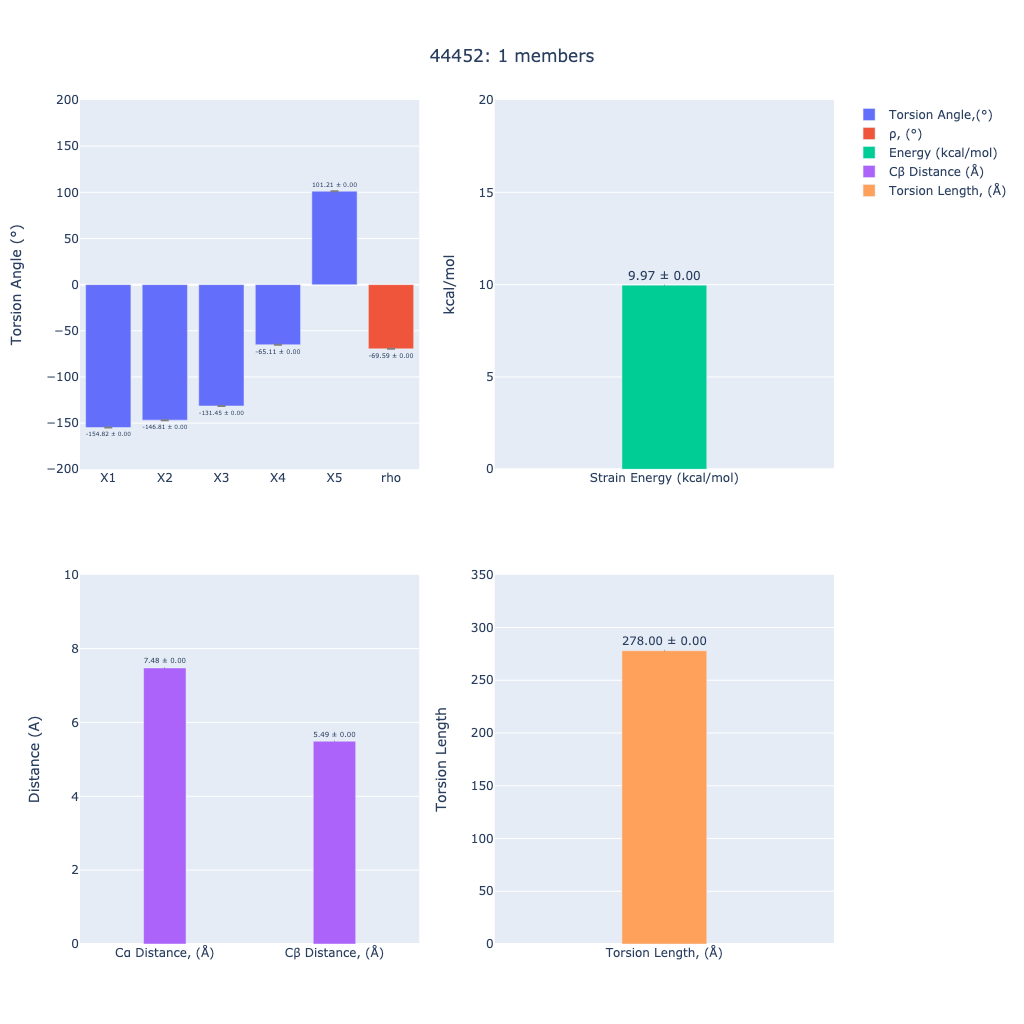 44452: 1 members
Torsion Angle (°)
200
150
100
50
0
−50
−100
−150
−200
-154.82 ± 0.00
-146.81 ± 0.00
-131.45 ± 0.00
-65.11 ± 0.00
101.21 ± 0.00
-69.59 ± 0.00
X1 X2 X3 X4 X5 rho
kcal/mol
20
15
10
5
0
9.97 ± 0.00
Strain Energy (kcal/mol)
Torsion Angle,(°)
ρ, (°)
Energy (kcal/mol)
Cβ Distance (Å)
Torsion Length, (Å)
Distance (A)
10
8
6
4
2
0
7.48 ± 0.00
5.49 ± 0.00
Cα Distance, (Å) Cβ Distance, (Å)
Torsion Length
350
300
250
200
150
100
50
0
278.00 ± 0.00
Torsion Length, (Å)